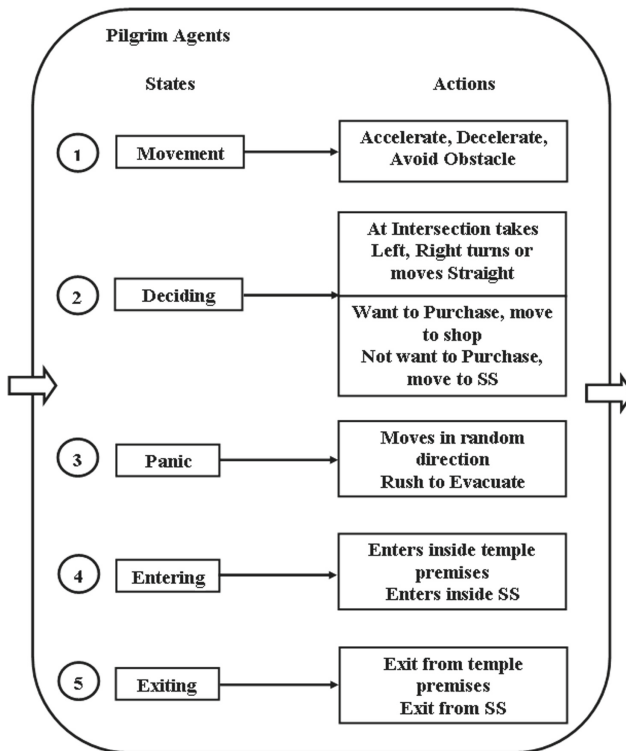 Pilgrim Agents
States
Actions
1
Movement
Accelerate, Decelerate,
Avoid Obstacle
2
Deciding
At Intersection takes
Left, Right turns or
moves Straight
Want to Purchase, move
to shop
Not want to Purchase,
move to SS
3
Panic
Moves in random
direction
Rush to Evacuate
4
Entering
Enters inside temple
premises
Enters inside SS
5
Exiting
Exit from temple
premises
Exit from SS